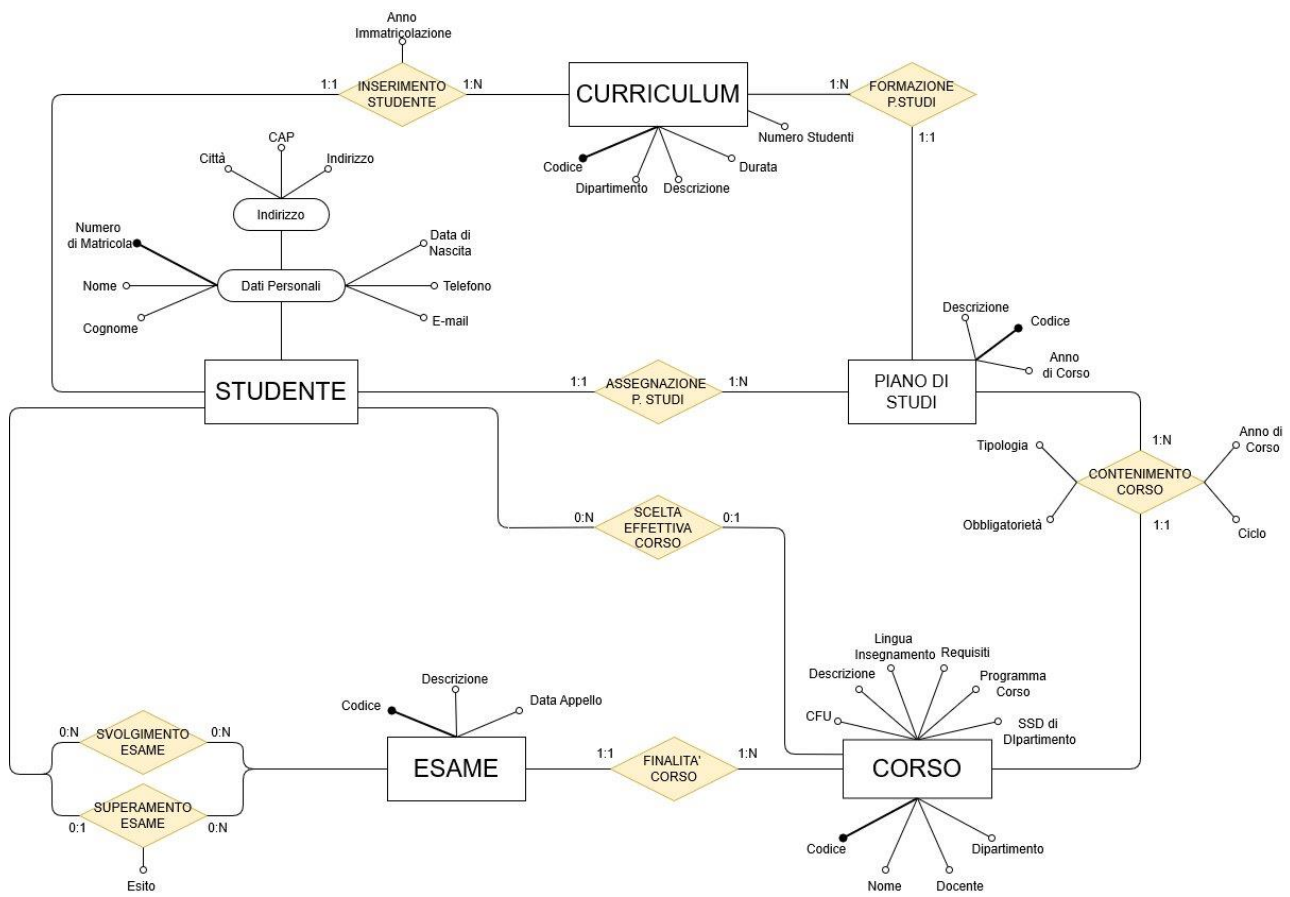 Anno
Immatricolazione
1:1
INSERIMENTO
STUDENTE
1:N
CURRICULUM
1:N
FORMAZIONE
P.STUDI
1:1
Numero Studenti
Codice
Dipartimento
Descrizione
Durata
CAP
Città
Indirizzo
Indirizzo
Numero
di Matricola
Data di
Nascita
Nome
Dati Personali
Telefono
Cognome
E-mail
STUDENTE
1:1
ASSEGNAZIONE
P. STUDI
1:N
PIANO DI
STUDI
Descrizione
Codice
Anno
di Corso
1:N
Tipologia
Anno di
Corso
CONTENIMENTO
CORSO
Obbligatorietà
Ciclo
1:1
0:N
SCELTA
EFFETTIVA
CORSO
0:1
Lingua
Insegnamento
Requisiti
Descrizione
Programma
Corso
CFU
SSD di
DIpartimento
CORSO
Codice
Nome
Docente
Dipartimento
1:1
FINALITA'
CORSO
1:N
Codice
Descrizione
Data Appello
ESAME
0:N
SVOLGIMENTO
ESAME
0:N
SUPERAMENTO
ESAME
0:1
0:N
Esito